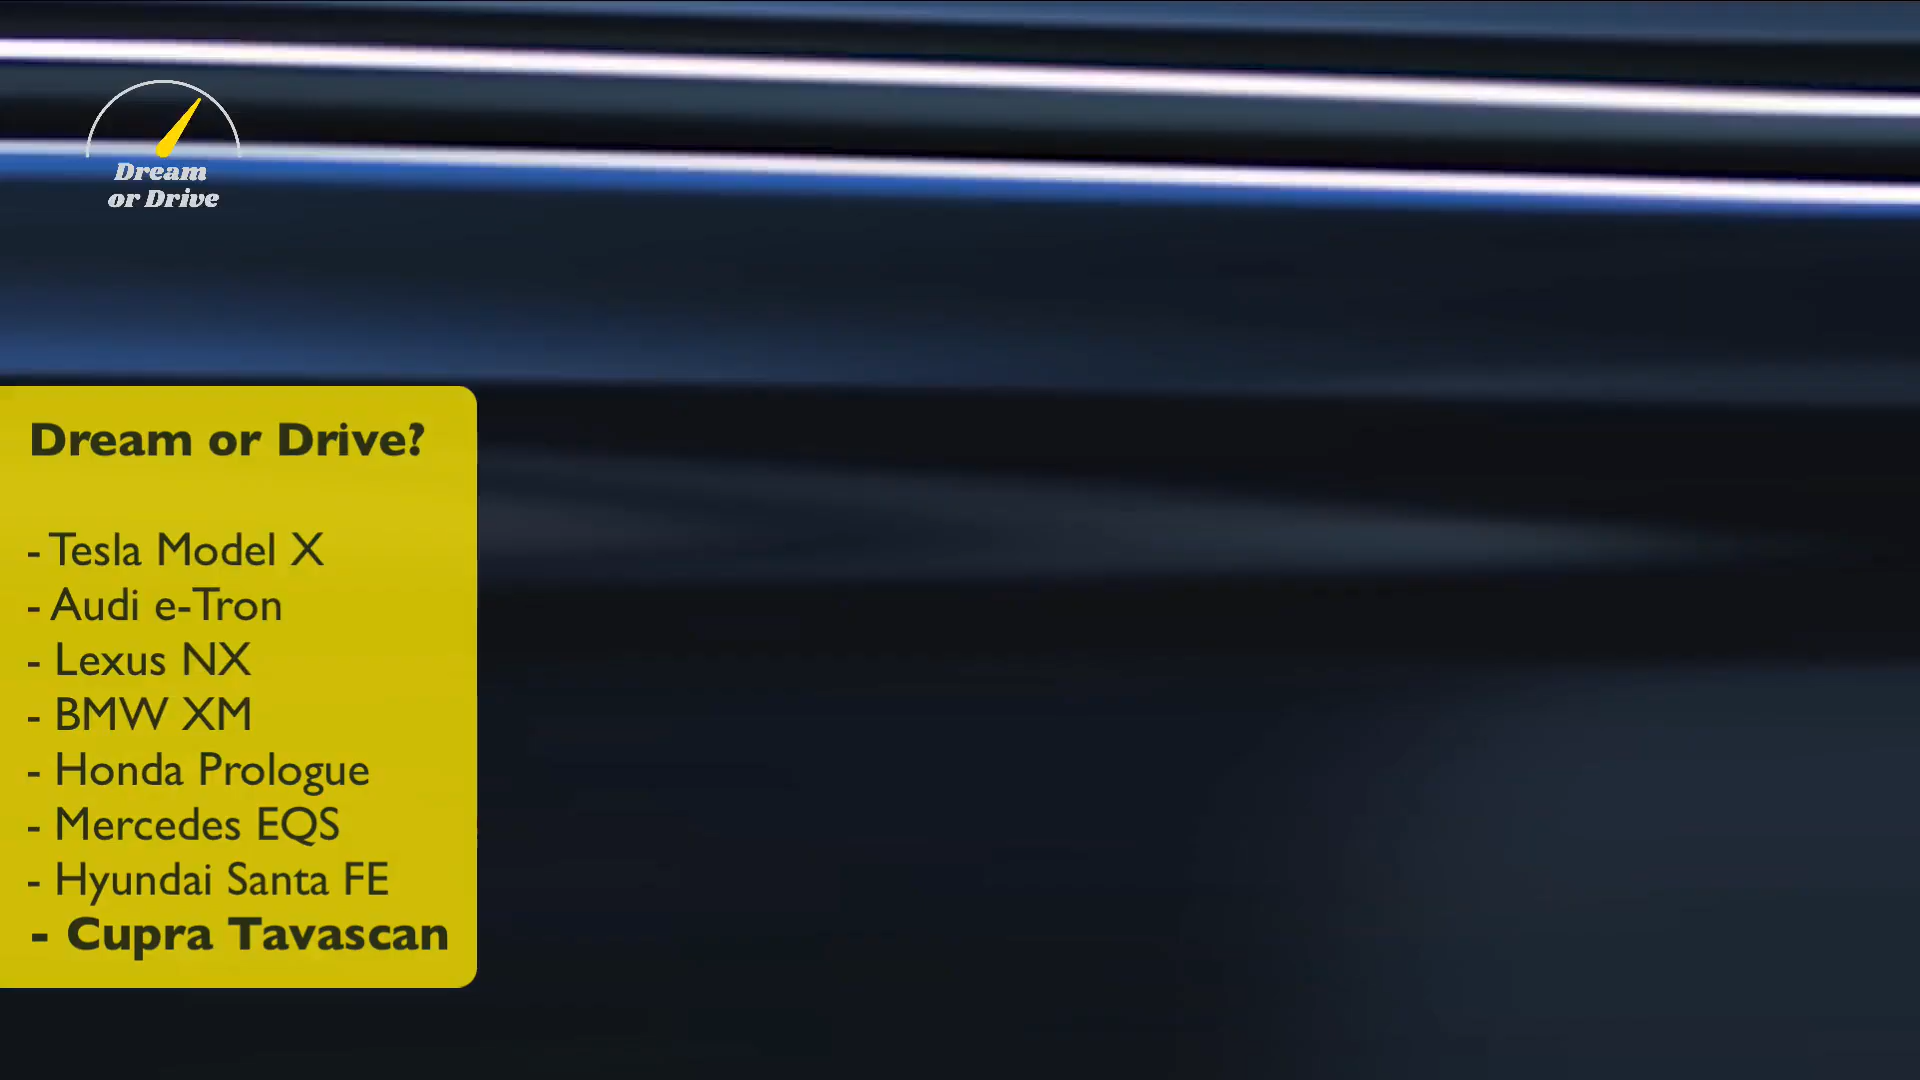 Dream
or Drive
Dream or Drive?
- Tesla Model X
- Audi e-Tron
- Lexus NX
- BMW XM
- Honda Prologue
- Mercedes EQS
- Hyundai Santa FE
- Cupra Tavascan